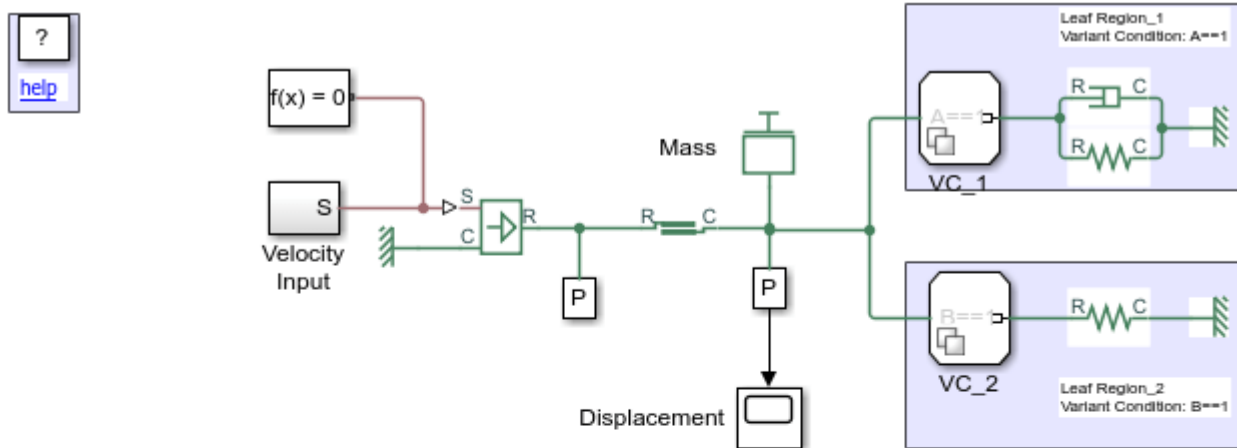 ?
help
f(x) = 0
S
Velocity
Input
S
C
R
P
R
C
Mass
P
Displacement
Leaf Region_1
Variant Condition: A==1
A==1
VC_1
R
C
R
C
B==1
VC_2
R
C
Leaf Region_2
Variant Condition: B==1